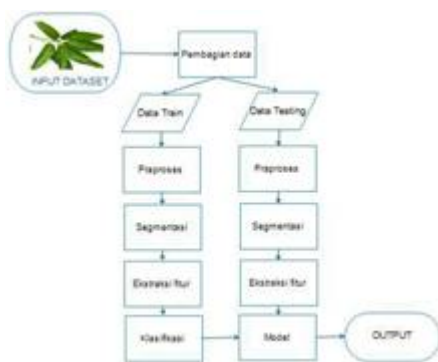 INPUT DATASET
Pembagian data
Data Train
Data Testing
Praproses
Praproses
Segmentasi
Segmentasi
Ekstraksi fitur
Ekstraksi fitur
Klasifikasi
Model
OUTPUT